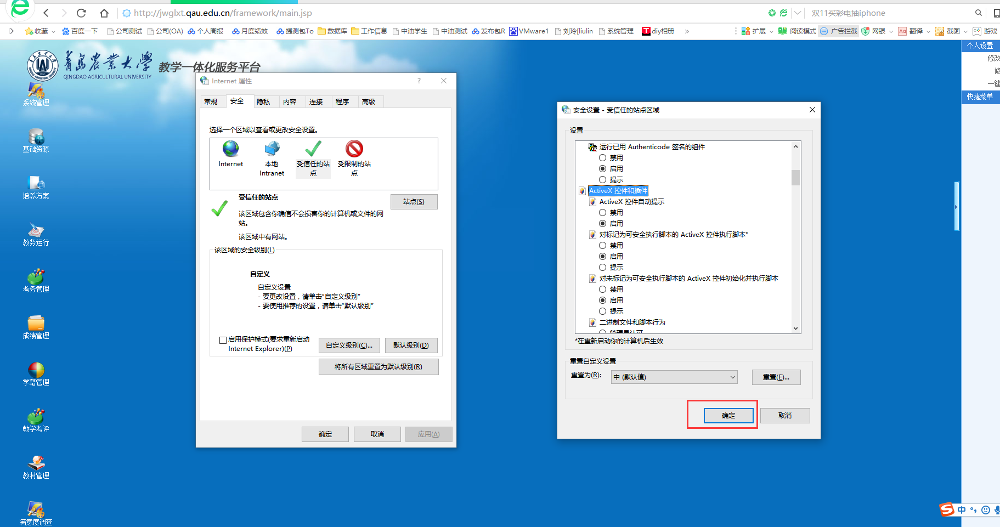 http://jwglxt.qau.edu.cn/framework/main.jsp
双11买彩电抽iphone
收藏 百度一下 公司测试 公司(OA) 个人周报 月度绩效 提测包To 数据库 工作信息 中油学生 中油测试 发布包R VMware1 刘玲[liulin 系统管理 diy相册 » 扩展 阅读模式 广告拦截 网银 翻译 截图 游戏
青岛农業大学
QINGDAO AGRICULTURAL UNIVERSITY
教学一体化服务平台
个人设置
修改
修
一键
快捷菜单
系统管理
基础资源
培养方案
教务运行
考务管理
成绩管理
学籍管理
教学考评
教材管理
满意度调查
Internet 属性
?
常规 安全 隐私 内容 连接 程序 高级
选择一个区域以查看或更改安全设置。
Internet
本地
Intranet
受信任的站
点
受限制的站
点
受信任的站点
站点(S)
该区域包含你确信不会损害你的计算机或文件的网
站。
该区域中有网站。
该区域的安全级别(L)
自定义
自定义设置
- 要更改设置，请单击“自定义级别”
- 要使用推荐的设置，请单击“默认级别”
启用保护模式(要求重新启动
Internet Explorer)(P)
自定义级别(C)...
默认级别(D)
将所有区域重置为默认级别(R)
确定 取消 应用(A)
安全设置 - 受信任的站点区域
设置
运行已用 Authenticode 签名的组件
禁用
启用
提示
ActiveX 控件和插件
ActiveX 控件自动提示
禁用
启用
对标记为可安全执行脚本的 ActiveX 控件执行脚本*
禁用
启用
提示
对未标记为可安全执行脚本的 ActiveX 控件初始化并执行脚本
禁用
启用
提示
二进制文件和脚本行为
管理员认可
*在重新启动你的计算机后生效
重置自定义设置
重置为(R):
中 (默认值)
重置(E)...
确定 取消
中